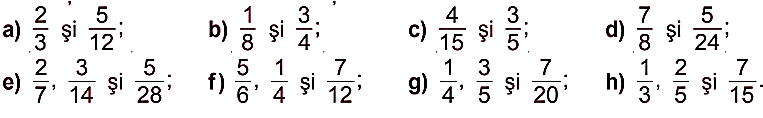 a) 2/3 şi 5/12; b) 1/8 şi 3/4; c) 4/15 şi 3/5; d) 7/8 şi 5/24;
e) 2/7, 3/14 şi 5/28; f) 5/6, 1/4 şi 7/12; g) 1/4, 3/5 şi 7/20; h) 1/3, 2/5 şi 7/15.